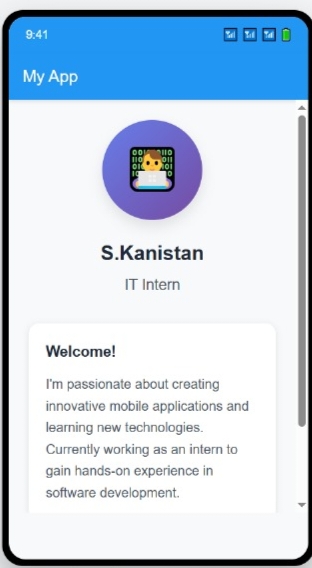 9:41
My App
S.Kanistan
IT Intern
Welcome!
I'm passionate about creating
innovative mobile applications and
learning new technologies.
Currently working as an intern to
gain hands-on experience in
software development.